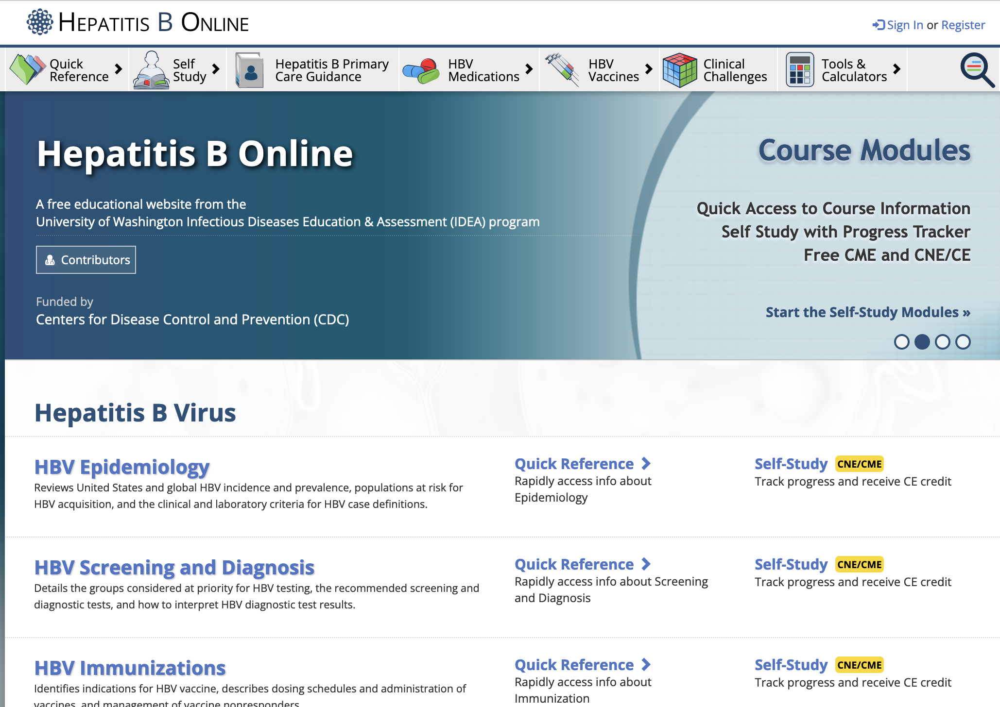 HEPATITIS B ONLINE
Sign In or Register
Quick
Reference
Self
Study
Hepatitis B Primary
Care Guidance
HBV
Medications
HBV
Vaccines
Clinical
Challenges
Tools &
Calculators
Hepatitis B Online
A free educational website from the
University of Washington Infectious Diseases Education & Assessment (IDEA) program
Contributors
Funded by
Centers for Disease Control and Prevention (CDC)
Course Modules
Quick Access to Course Information
Self Study with Progress Tracker
Free CME and CNE/CE
Start the Self-Study Modules »
Hepatitis B Virus
HBV Epidemiology
Reviews United States and global HBV incidence and prevalence, populations at risk for
HBV acquisition, and the clinical and laboratory criteria for HBV case definitions.
Quick Reference
Rapidly access info about
Epidemiology
Self-Study CNE/CME
Track progress and receive CE credit
HBV Screening and Diagnosis
Details the groups considered at priority for HBV testing, the recommended screening and
diagnostic tests, and how to interpret HBV diagnostic test results.
Quick Reference
Rapidly access info about Screening
and Diagnosis
Self-Study CNE/CME
Track progress and receive CE credit
HBV Immunizations
Identifies indications for HBV vaccine, describes dosing schedules and administration of
vaccines, and management of vaccine nonresponders.
Quick Reference
Rapidly access info about
Immunization
Self-Study CNE/CME
Track progress and receive CE credit